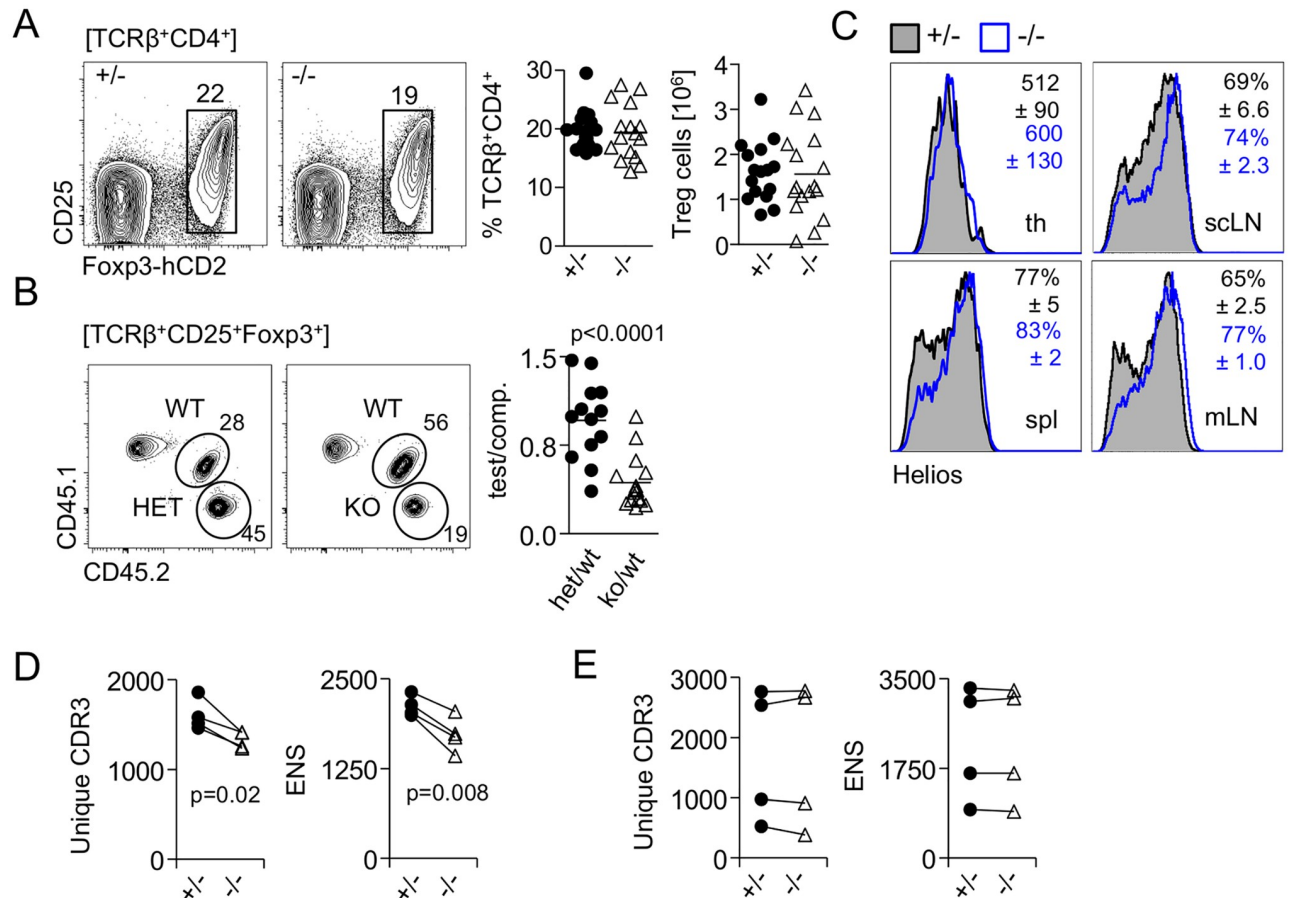 A
[TCRβ⁺CD4⁺]
+/-
22
-/-
19
CD25
Foxp3-hCD2
% TCRβ⁺CD4⁺
30
20
10
0
+/- -/-
Treg cells [10⁶]
4
3
2
1
0
+/- -/-
B
[TCRβ⁺CD25⁺Foxp3⁺]
WT
28
HET
45
WT
56
KO
19
CD45.1
CD45.2
p<0.0001
test/comp.
1.5
0.8
0.0
het/wt
ko/wt
C
+/- -/-
512
± 90
600
± 130
th
69%
± 6.6
74%
± 2.3
scLN
77%
± 5
83%
± 2
spl
65%
± 2.5
77%
± 1.0
mLN
Helios
D
Unique CDR3
2000
1000
0
p=0.02
+/- -/-
ENS
2500
1250
0
p=0.008
+/- -/-
E
Unique CDR3
3000
2000
1000
0
+/- -/-
ENS
3500
1750
0
+/- -/-